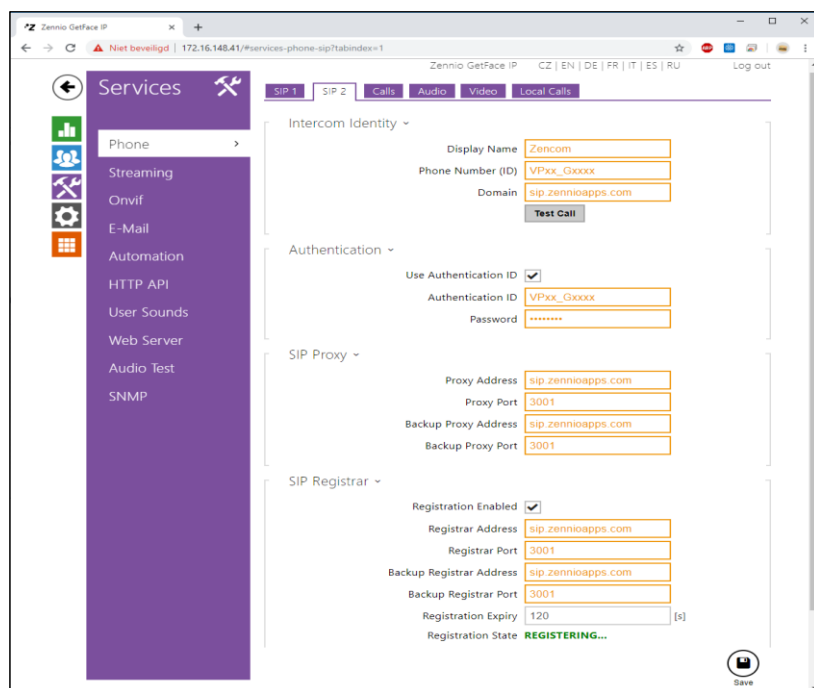 Zennio GetFace IP
Niet beveiligd | 172.16.148.41/#services-phone-sip?tabindex=1
Zennio GetFace IP CZ | EN | DE | FR | IT | ES | RU Log out
Services
SIP 1 SIP 2 Calls Audio Video Local Calls
Phone
Streaming
Onvif
E-Mail
Automation
HTTP API
User Sounds
Web Server
Audio Test
SNMP
Intercom Identity
Display Name Zencom
Phone Number (ID) VPxx_Gxxxx
Domain sip.zennioapps.com
Test Call
Authentication
Use Authentication ID
Authentication ID VPxx_Gxxxx
Password ••••••••
SIP Proxy
Proxy Address sip.zennioapps.com
Proxy Port 3001
Backup Proxy Address sip.zennioapps.com
Backup Proxy Port 3001
SIP Registrar
Registration Enabled
Registrar Address sip.zennioapps.com
Registrar Port 3001
Backup Registrar Address sip.zennioapps.com
Backup Registrar Port 3001
Registration Expiry 120 [s]
Registration State REGISTERING...
Save